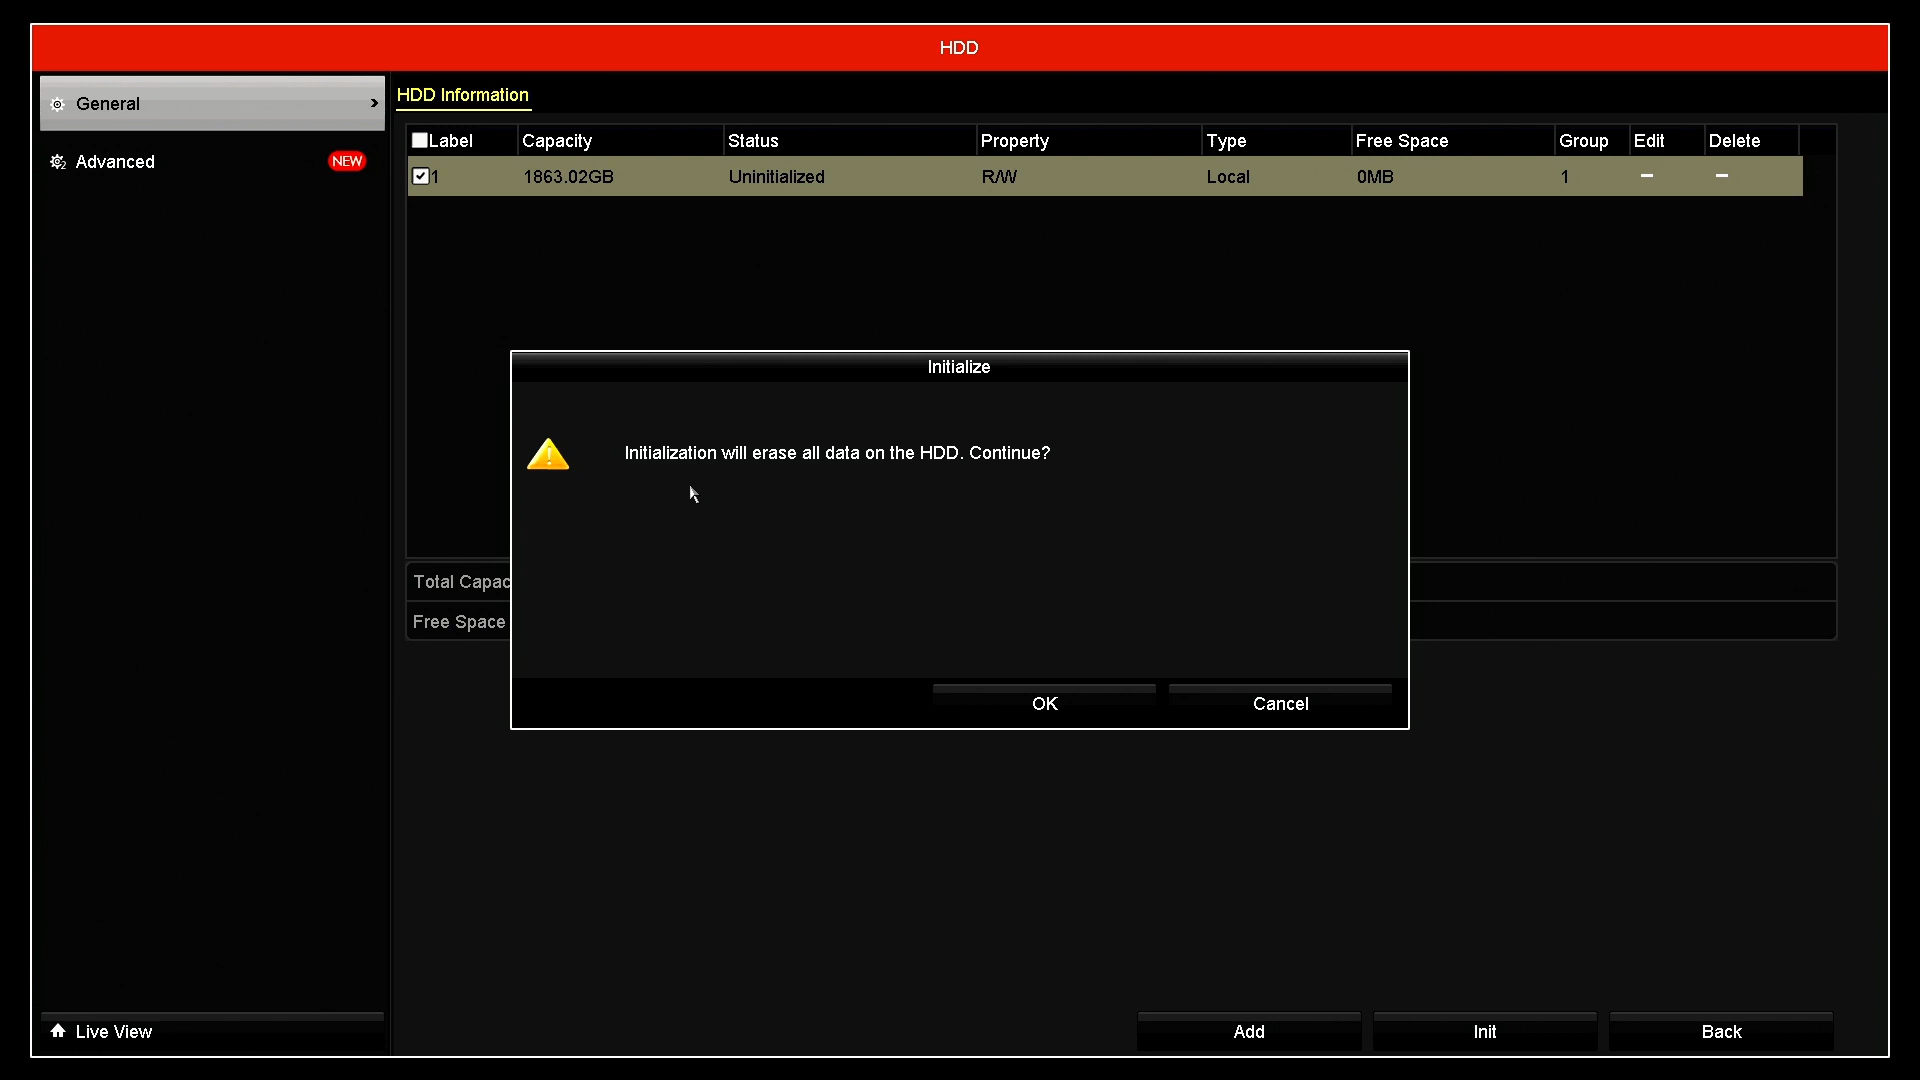 HDD
General
Advanced NEW
HDD Information
Label Capacity Status Property Type Free Space Group Edit Delete
1 1863.02GB Uninitialized R/W Local 0MB 1 — —
Initialize
Initialization will erase all data on the HDD. Continue?
OK Cancel
Total Capac
Free Space
Live View
Add Init Back